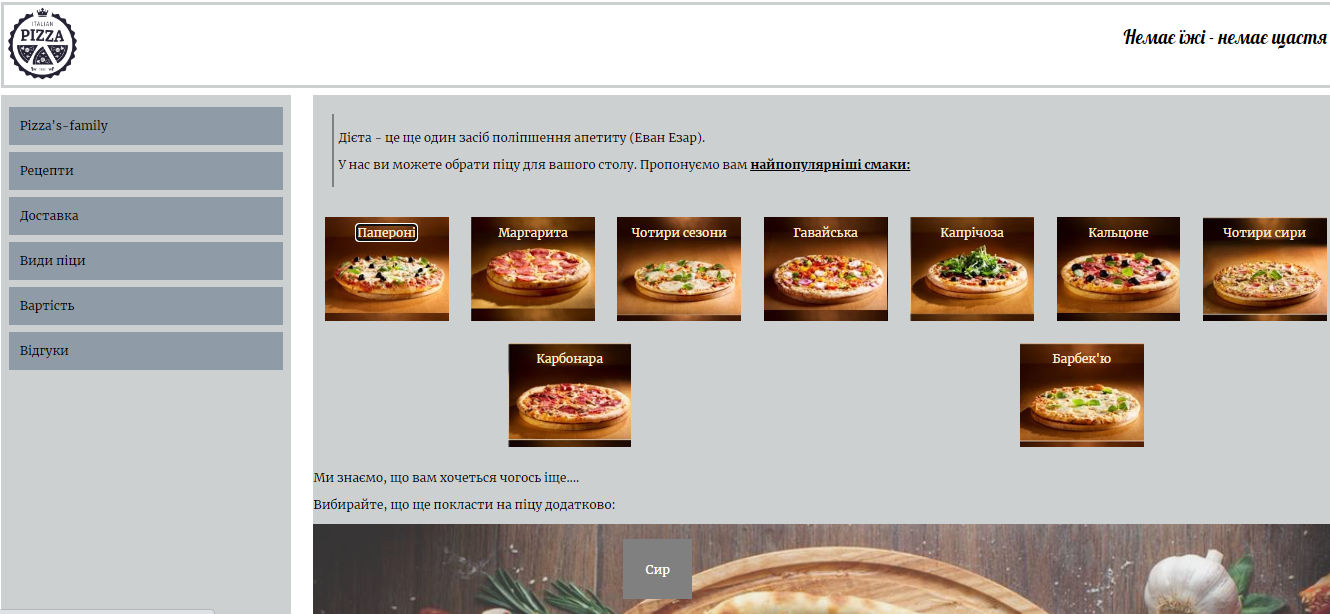 ITALIAN
PIZZA
Немає їжі - немає щастя
Pizza's-family
Рецепти
Доставка
Види піци
Вартість
Відгуки
Дієта - це ще один засіб поліпшення апетиту (Еван Езар).
У нас ви можете обрати піцу для вашого столу. Пропонуємо вам найпопулярніші смаки:
Папероні
Маргарита
Чотири сезони
Гавайська
Капрічоза
Кальцоне
Чотири сири
Карбонара
Барбек'ю
Ми знаємо, що вам хочеться чогось іще....
Вибирайте, що ще покласти на піцу додатково:
Сир